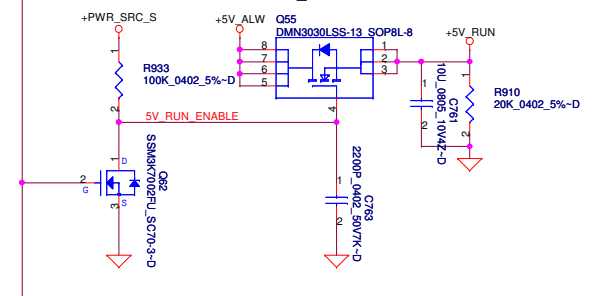 +PWR_SRC_S
+5V_ALW
Q55
DMN3030LSS-13_SOP8L-8
+5V_RUN
8
7
6
5
1
2
3
4
1
R933
100K_0402_5%~D
2
5V_RUN_ENABLE
1
2
10U_0805_10V4Z~D
C761
1
2
R910
20K_0402_5%~D
1
D
2
G
3
S
Q62
SSM3K7002FU_SC70-3~D
1
2
C763
2200P_0402_50V7K~D